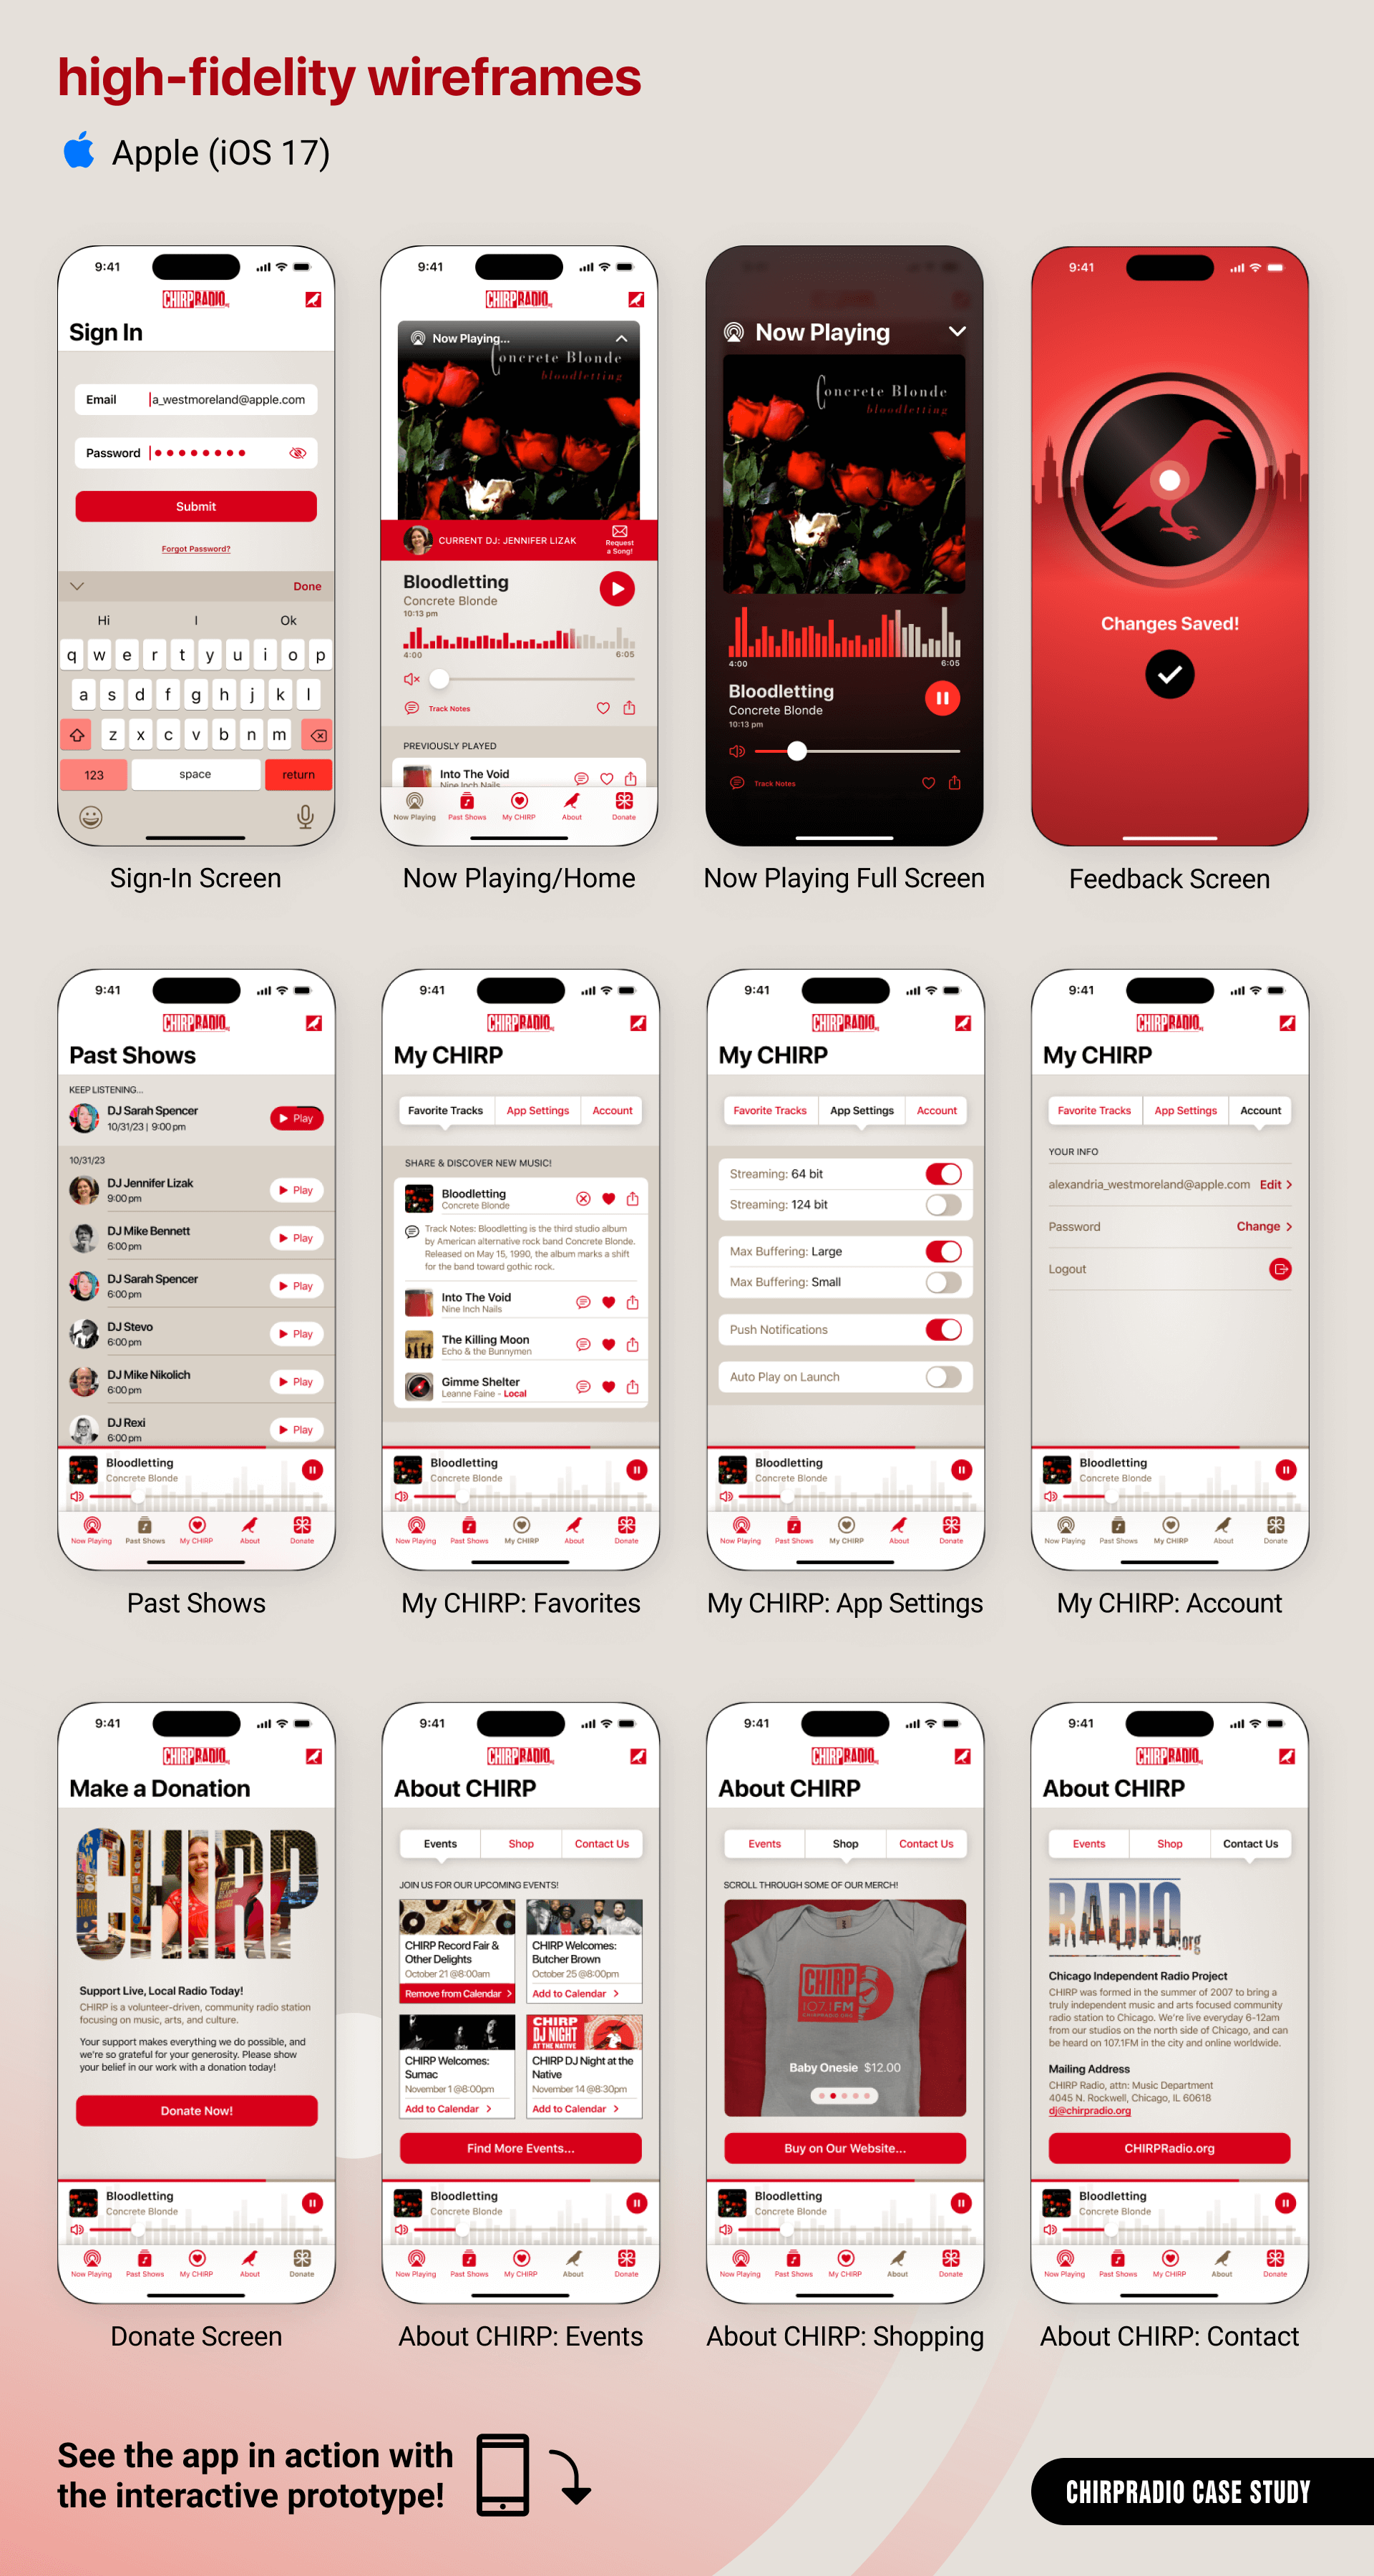 high-fidelity wireframes
Apple (iOS 17)
9:41
CHIRPRADIO
Sign In
Email a_westmoreland@apple.com
Password
Submit
Forgot Password?
Done
Hi I Ok
q w e r t y u i o p
a s d f g h j k l
z x c v b n m
123 space return
Sign-In Screen
9:41
CHIRPRADIO
Now Playing...
Concrete Blonde
bloodletting
CURRENT DJ: JENNIFER LIZAK
Request
a Song!
Bloodletting
Concrete Blonde
10:13 pm
4:00 6:05
Track Notes
PREVIOUSLY PLAYED
Into The Void
Nine Inch Nails
Now Playing Past Shows My CHIRP About Donate
Now Playing/Home
Now Playing
Concrete Blonde
bloodletting
4:00 6:05
Bloodletting
Concrete Blonde
10:13 pm
Track Notes
Now Playing Full Screen
9:41
Changes Saved!
Feedback Screen
9:41
CHIRPRADIO
Past Shows
KEEP LISTENING...
DJ Sarah Spencer
10/31/23 | 9:00 pm
Play
10/31/23
DJ Jennifer Lizak
9:00 pm
Play
DJ Mike Bennett
6:00 pm
Play
DJ Sarah Spencer
6:00 pm
Play
DJ Stevo
6:00 pm
Play
DJ Mike Nikolich
6:00 pm
Play
DJ Rexi
6:00 pm
Play
Bloodletting
Concrete Blonde
Now Playing Past Shows My CHIRP About Donate
Past Shows
9:41
CHIRPRADIO
My CHIRP
Favorite Tracks App Settings Account
SHARE & DISCOVER NEW MUSIC!
Bloodletting
Concrete Blonde
Track Notes: Bloodletting is the third studio album
by American alternative rock band Concrete Blonde.
Released on May 15, 1990, the album marks a shift
for the band toward gothic rock.
Into The Void
Nine Inch Nails
The Killing Moon
Echo & the Bunnymen
Gimme Shelter
Leanne Faine - Local
Bloodletting
Concrete Blonde
Now Playing Past Shows My CHIRP About Donate
My CHIRP: Favorites
9:41
CHIRPRADIO
My CHIRP
Favorite Tracks App Settings Account
Streaming: 64 bit
Streaming: 124 bit
Max Buffering: Large
Max Buffering: Small
Push Notifications
Auto Play on Launch
Bloodletting
Concrete Blonde
Now Playing Past Shows My CHIRP About Donate
My CHIRP: App Settings
9:41
CHIRPRADIO
My CHIRP
Favorite Tracks App Settings Account
YOUR INFO
alexandria_westmoreland@apple.com Edit
Password Change
Logout
Bloodletting
Concrete Blonde
Now Playing Past Shows My CHIRP About Donate
My CHIRP: Account
9:41
CHIRPRADIO
Make a Donation
CHIRP
Support Live, Local Radio Today!
CHIRP is a volunteer-driven, community radio station
focusing on music, arts, and culture.
Your support makes everything we do possible, and
we're so grateful for your generosity. Please show
your belief in our work with a donation today!
Donate Now!
Bloodletting
Concrete Blonde
Now Playing Past Shows My CHIRP About Donate
Donate Screen
9:41
CHIRPRADIO
About CHIRP
Events Shop Contact Us
JOIN US FOR OUR UPCOMING EVENTS!
CHIRP Record Fair &
Other Delights
October 21 @8:00am
Remove from Calendar
CHIRP Welcomes:
Butcher Brown
October 25 @8:00pm
Add to Calendar
CHIRP Welcomes:
Sumac
November 1 @8:00pm
Add to Calendar
CHIRP
DJ NIGHT
AT THE NATIVE
CHIRP DJ Night at the
Native
November 14 @8:30pm
Add to Calendar
Find More Events...
Bloodletting
Concrete Blonde
Now Playing Past Shows My CHIRP About Donate
About CHIRP: Events
9:41
CHIRPRADIO
About CHIRP
Events Shop Contact Us
SCROLL THROUGH SOME OF OUR MERCH!
CHIRP
107.1FM
CHIRPRADIO.ORG
Baby Onesie $12.00
Buy on Our Website...
Bloodletting
Concrete Blonde
Now Playing Past Shows My CHIRP About Donate
About CHIRP: Shopping
9:41
CHIRPRADIO
About CHIRP
Events Shop Contact Us
RADIO.org
Chicago Independent Radio Project
CHIRP was formed in the summer of 2007 to bring a
truly independent music and arts focused community
radio station to Chicago. We're live everyday 6-12am
from our studios on the north side of Chicago, and can
be heard on 107.1FM in the city and online worldwide.
Mailing Address
CHIRP Radio, attn: Music Department
4045 N. Rockwell, Chicago, IL 60618
dj@chirpradio.org
CHIRPRadio.org
Bloodletting
Concrete Blonde
Now Playing Past Shows My CHIRP About Donate
About CHIRP: Contact
See the app in action with
the interactive prototype!
CHIRPRADIO CASE STUDY